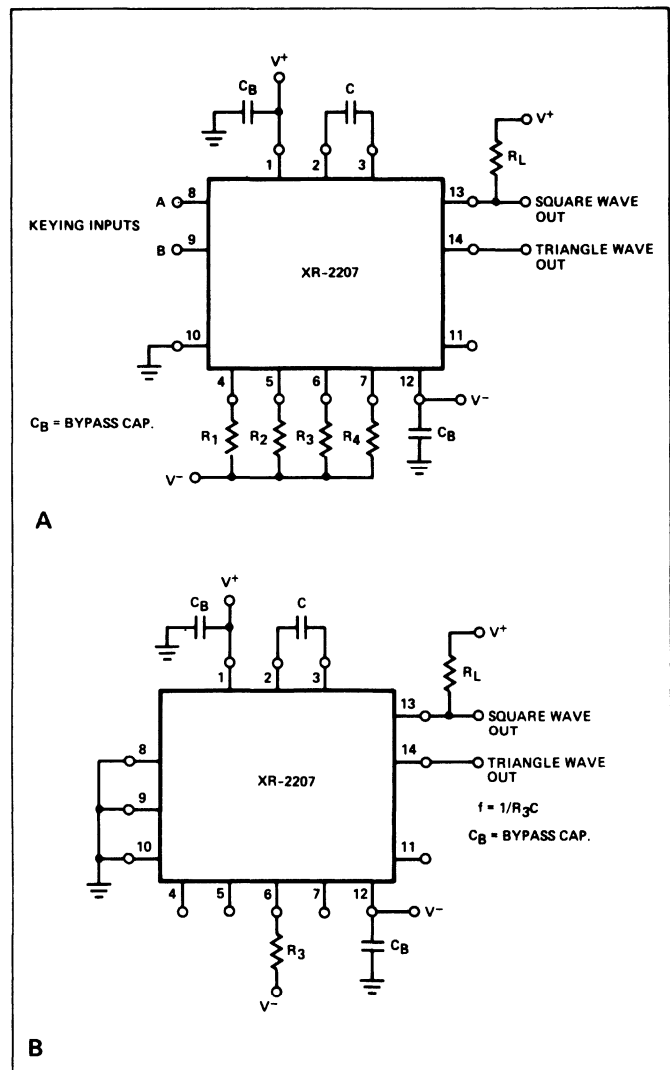 V+
CB
C
V+
1 2 3
RL
A 8
13
SQUARE WAVE
OUT
KEYING INPUTS
B 9
14
TRIANGLE WAVE
OUT
XR-2207
10
11
4 5 6 7 12
V−
CB = BYPASS CAP.
R1 R2 R3 R4
CB
V−
A
V+
CB
C
V+
1 2 3
RL
13
SQUARE WAVE
OUT
8
14
TRIANGLE WAVE
OUT
XR-2207
9
f = 1/R3C
CB = BYPASS CAP.
10
11
4 5 6 7 12
V−
R3
CB
V−
B